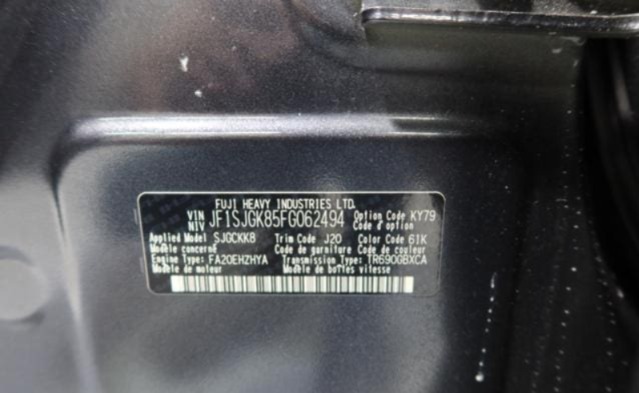 FUJI HEAVY INDUSTRIES LTD.
VIN NIV JF1SJGK85FG062494 Option Code KY79
Code d'option
Applied Model SJGCKK8 Trim Code J20 Color Code 61K
Modèle concerné Code de garniture Code de couleur
Engine Type: FA20EHZHYA Transmission Type: TR690GBXCA
Modèle de moteur Modèle de boîtes vitesse